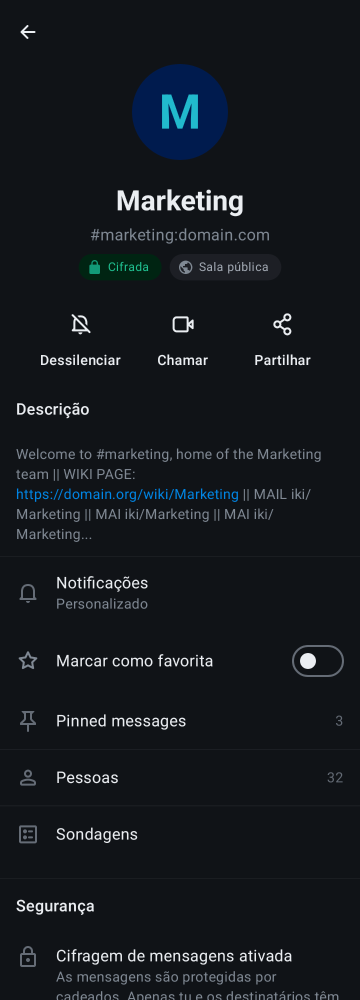 M
Marketing
#marketing:domain.com
Cifrada
Sala pública
Dessilenciar
Chamar
Partilhar
Descrição
Welcome to #marketing, home of the Marketing
team || WIKI PAGE:
https://domain.org/wiki/Marketing || MAIL iki/
Marketing || MAI iki/Marketing || MAI iki/
Marketing...
Notificações
Personalizado
Marcar como favorita
Pinned messages 3
Pessoas 32
Sondagens
Segurança
Cifragem de mensagens ativada
As mensagens são protegidas por
cadeados. Apenas tu e os destinatários têm